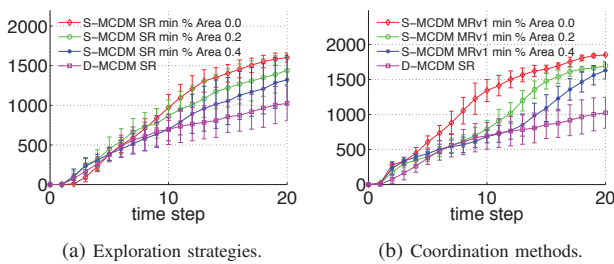 S-MCDM SR min % Area 0.0
S-MCDM SR min % Area 0.2
S-MCDM SR min % Area 0.4
D-MCDM SR
1500
1000
500
0
0
10
20
time step
(a) Exploration strategies.
S-MCDM MRv1 min % Area 0.0
S-MCDM MRv1 min % Area 0.2
S-MCDM MRv1 min % Area 0.4
D-MCDM SR
2000
1500
1000
500
0
0
10
20
time step
(b) Coordination methods.